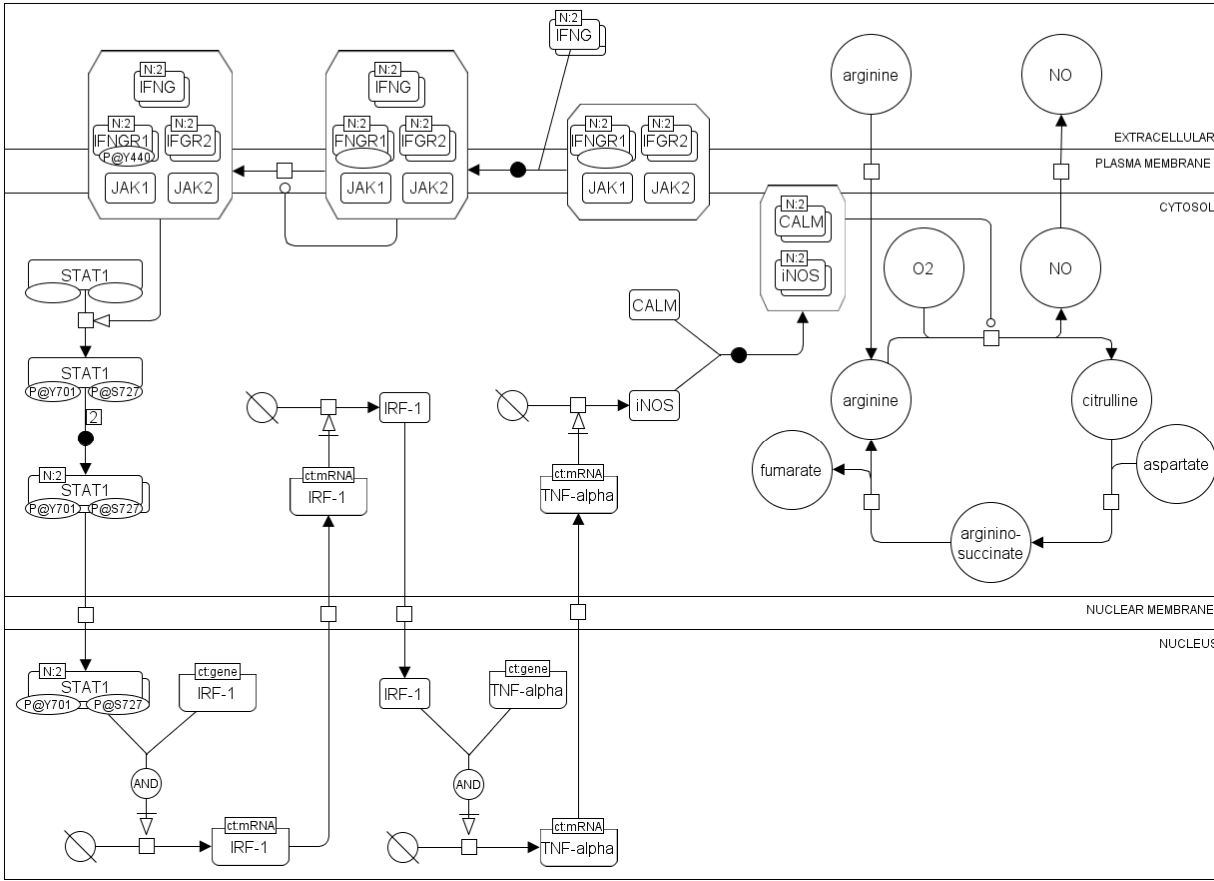 N:2
IFNG
N:2
IFNG
N:2
IFNG
arginine
NO
N:2
IFNGR1
P@Y440
N:2
IFGR2
N:2
FNGR1
N:2
IFGR2
N:2
IFNGR1
N:2
IFGR2
EXTRACELLULAR
PLASMA MEMBRANE
JAK1
JAK2
JAK1
JAK2
JAK1
JAK2
CYTOSOL
N:2
CALM
N:2
iNOS
O2
NO
STAT1
CALM
STAT1
P@Y701
P@S727
2
IRF-1
iNOS
arginine
citrulline
N:2
STAT1
P@Y701
P@S727
ct:mRNA
IRF-1
ct:mRNA
TNF-alpha
fumarate
aspartate
arginino-
succinate
NUCLEAR MEMBRANE
NUCLEUS
N:2
STAT1
P@Y701
P@S727
ct:gene
IRF-1
IRF-1
ct:gene
TNF-alpha
AND
AND
ct:mRNA
IRF-1
ct:mRNA
TNF-alpha